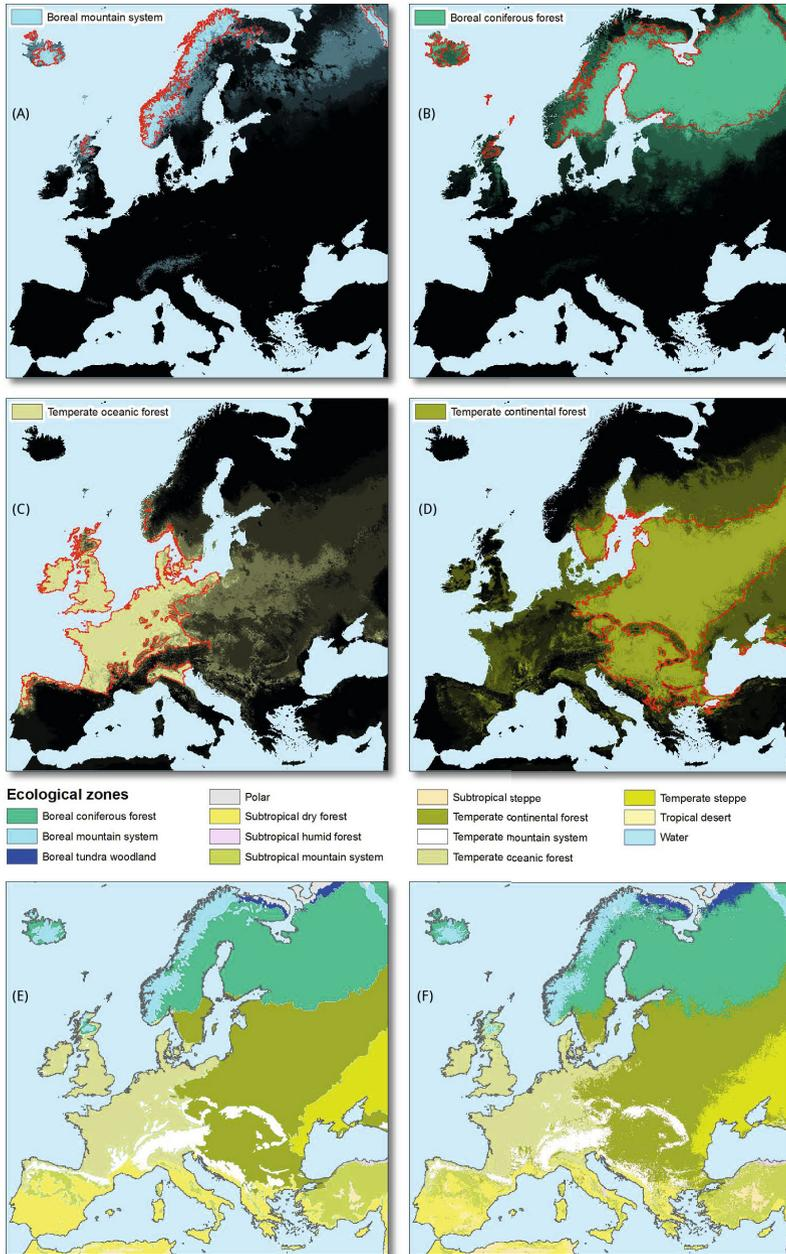 Boreal mountain system
(A)
Boreal coniferous forest
(B)
Temperate oceanic forest
(C)
Temperate continental forest
(D)
Ecological zones
Boreal coniferous forest
Boreal mountain system
Boreal tundra woodland
Polar
Subtropical dry forest
Subtropical humid forest
Subtropical mountain system
Subtropical steppe
Temperate continental forest
Temperate mountain system
Temperate oceanic forest
Temperate steppe
Tropical desert
Water
(E)
(F)